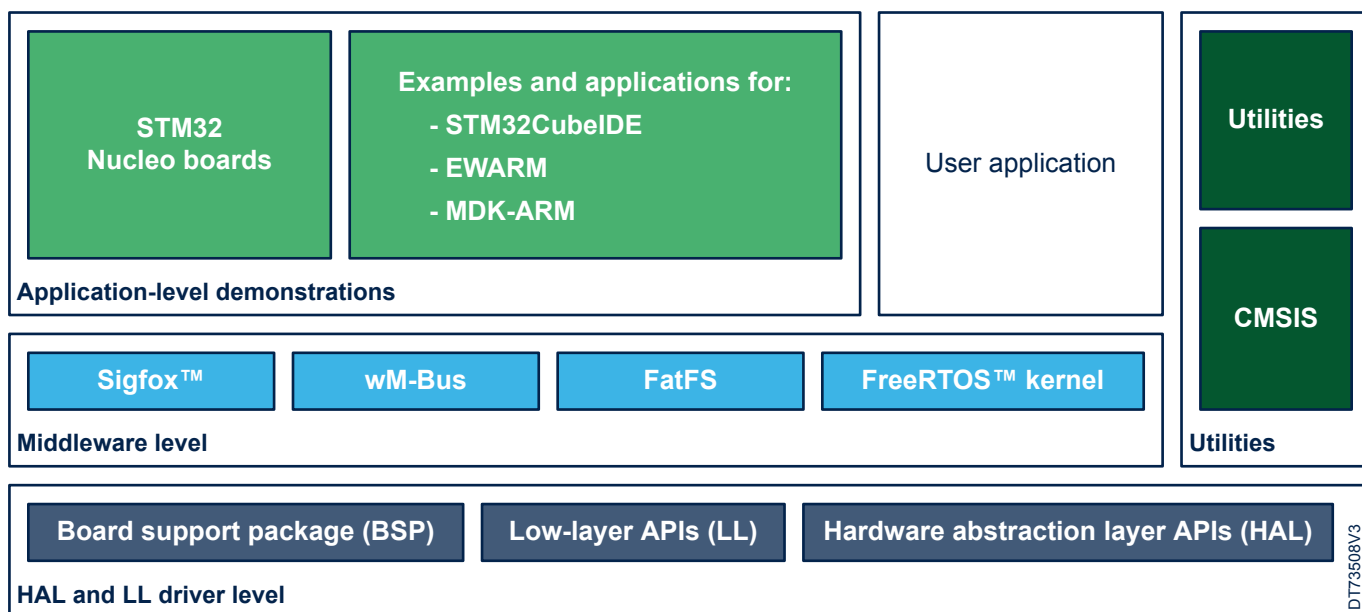 STM32
Nucleo boards
Examples and applications for:
- STM32CubeIDE
- EWARM
- MDK-ARM
Application-level demonstrations
User application
Utilities
CMSIS
Utilities
Sigfox™
wM-Bus
FatFS
FreeRTOS™ kernel
Middleware level
Board support package (BSP)
Low-layer APIs (LL)
Hardware abstraction layer APIs (HAL)
HAL and LL driver level
DT73508V3